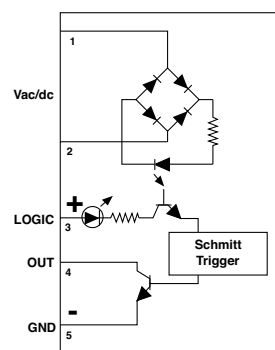 1
Vac/dc
2
+
LOGIC
3
Schmitt
Trigger
OUT
4
-
GND
5